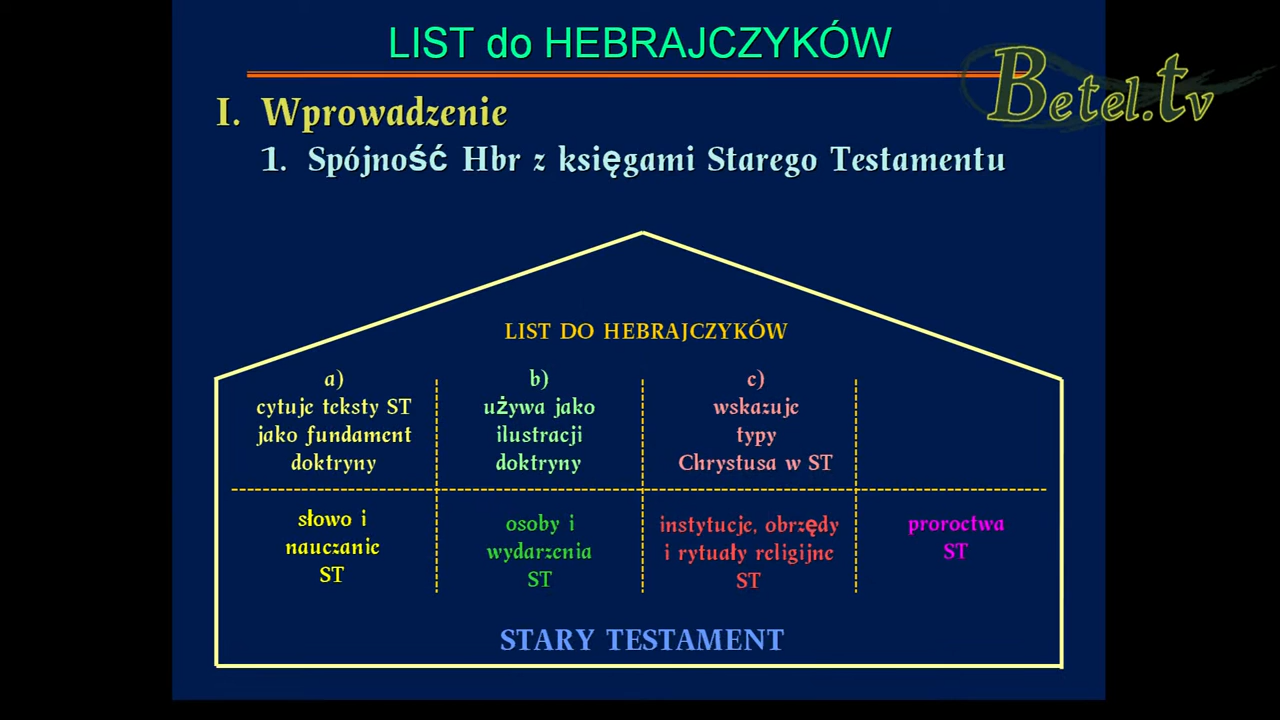 LIST do HEBRAJCZYKÓW
Betel.tv
I. Wprowadzenie
1. Spójność Hbr z księgami Starego Testamentu
LIST DO HEBRAJCZYKÓW
a)
cytuje teksty ST
jako fundament
doktryny
b)
używa jako
ilustracji
doktryny
c)
wskazuje
typy
Chrystusa w ST
słowo i
nauczanie
ST
osoby i
wydarzenia
ST
instytucje, obrzędy
i rytuały religijne
ST
proroctwa
ST
STARY TESTAMENT